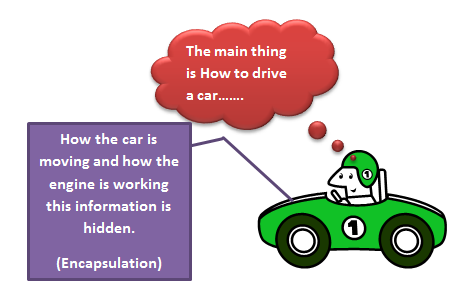 The main thing
is How to drive
a car.......
How the car is
moving and how the
engine is working
this information is
hidden.
(Encapsulation)
1
1